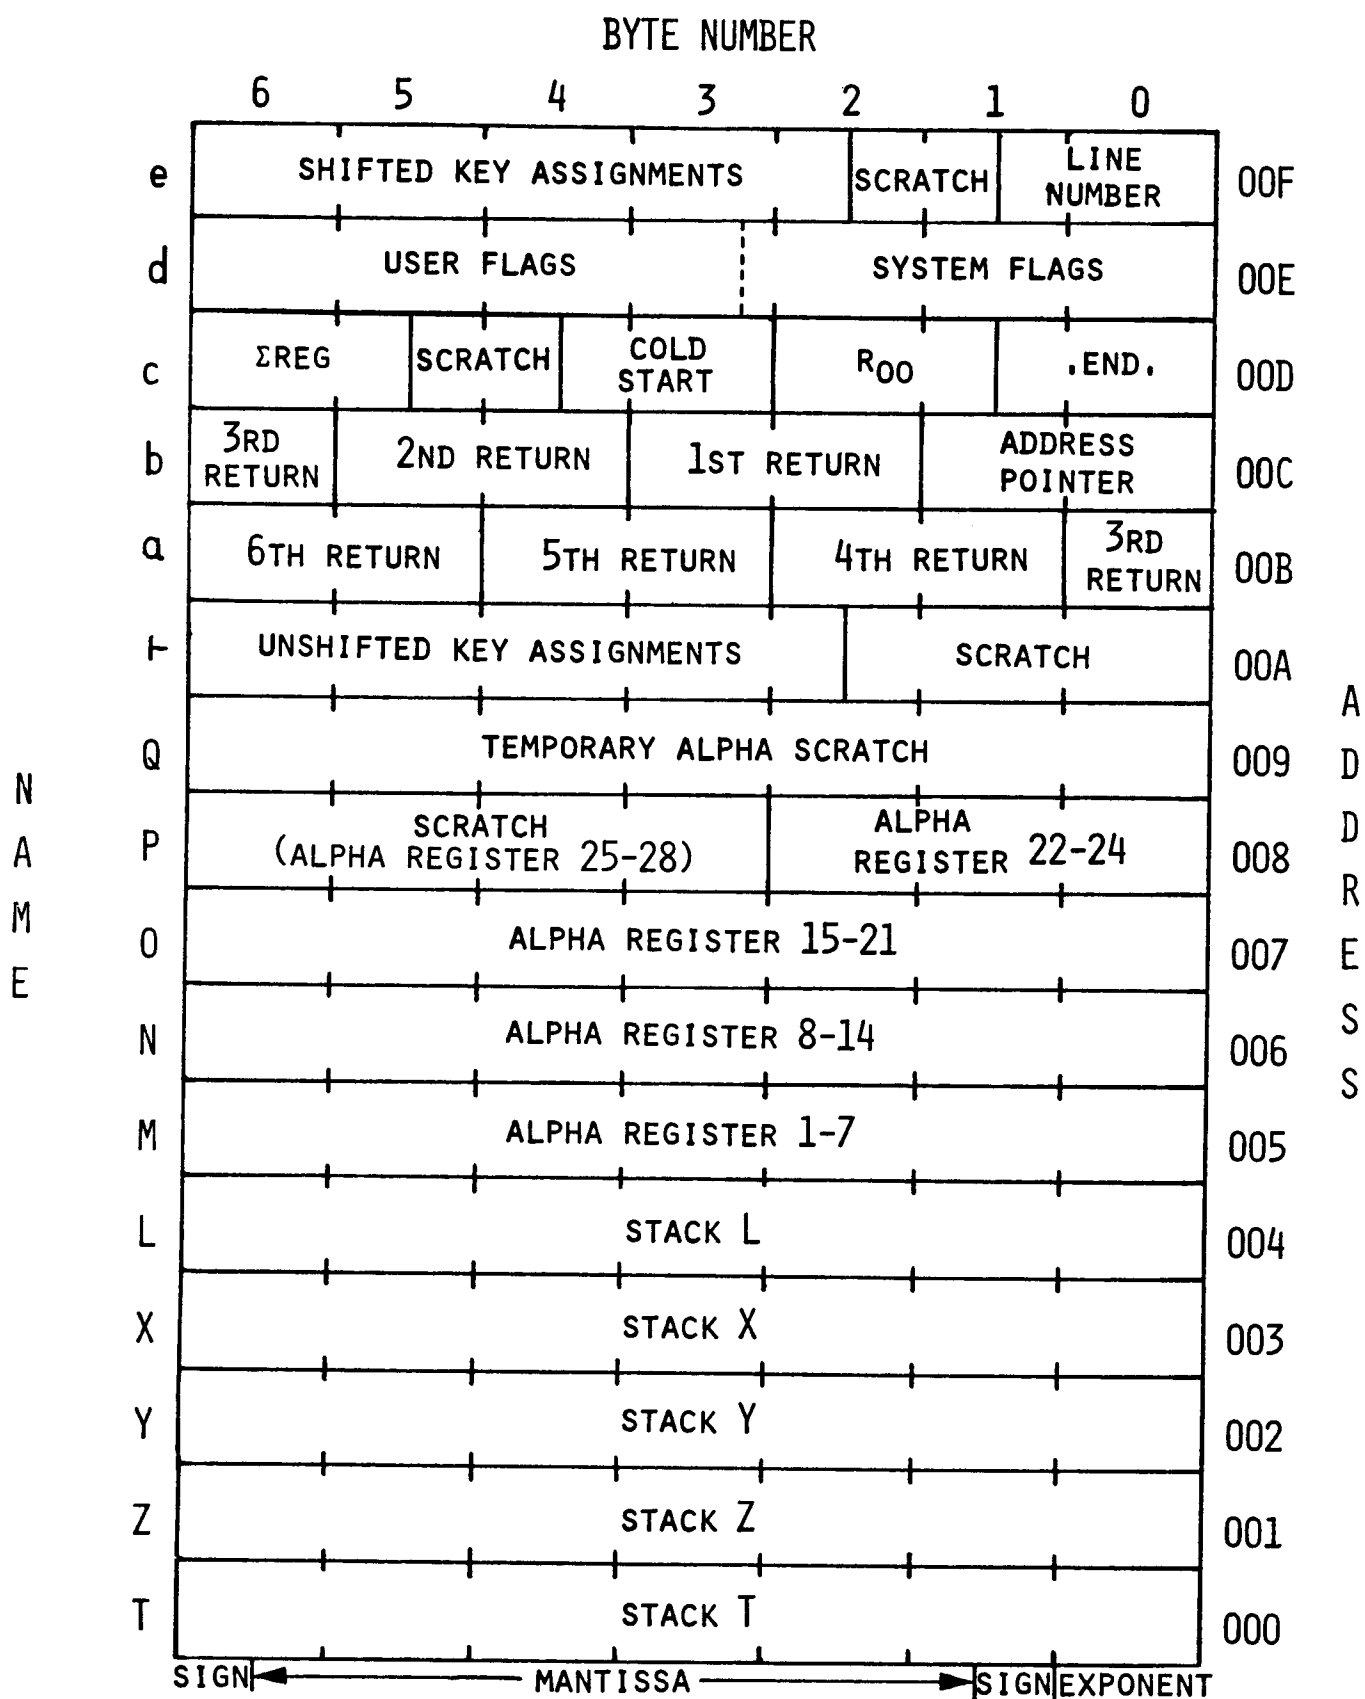 BYTE NUMBER
6 5 4 3 2 1 0
e SHIFTED KEY ASSIGNMENTS SCRATCH LINE NUMBER 00F
d USER FLAGS SYSTEM FLAGS 00E
c ΣREG SCRATCH COLD START R00 .END. 00D
b 3RD RETURN 2ND RETURN 1ST RETURN ADDRESS POINTER 00C
a 6TH RETURN 5TH RETURN 4TH RETURN 3RD RETURN 00B
⊢ UNSHIFTED KEY ASSIGNMENTS SCRATCH 00A
Q TEMPORARY ALPHA SCRATCH 009
P SCRATCH (ALPHA REGISTER 25-28) ALPHA REGISTER 22-24 008
O ALPHA REGISTER 15-21 007
N ALPHA REGISTER 8-14 006
M ALPHA REGISTER 1-7 005
L STACK L 004
X STACK X 003
Y STACK Y 002
Z STACK Z 001
T STACK T 000
SIGN MANTISSA SIGN EXPONENT
NAME
ADDRESS